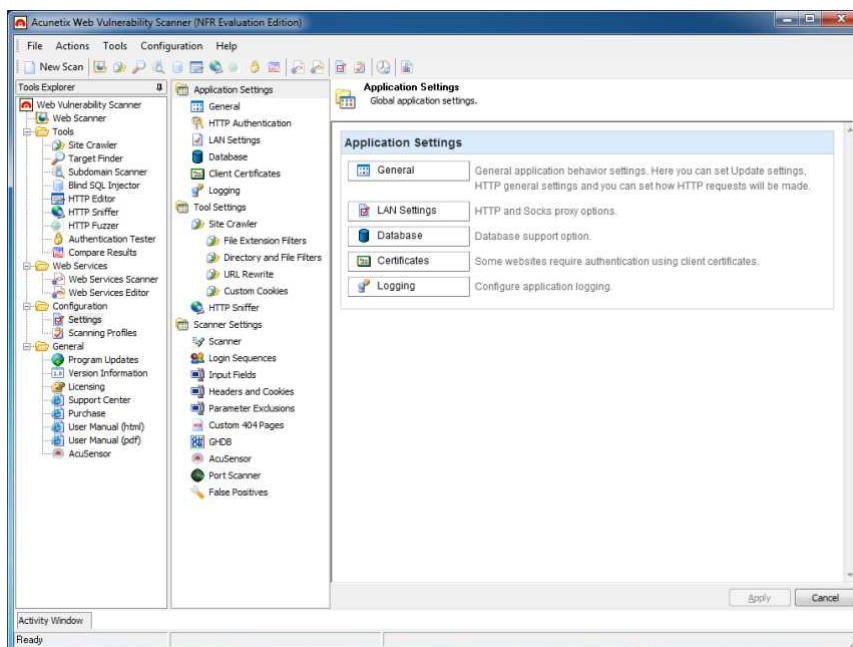 Acunetix Web Vulnerability Scanner (NFR Evaluation Edition)
File Actions Tools Configuration Help
New Scan
Tools Explorer
Web Vulnerability Scanner
Web Scanner
Tools
Site Crawler
Target Finder
Subdomain Scanner
Blind SQL Injector
HTTP Editor
HTTP Sniffer
HTTP Fuzzer
Authentication Tester
Compare Results
Web Services
Web Services Scanner
Web Services Editor
Configuration
Settings
Scanning Profiles
General
Program Updates
Version Information
Licensing
Support Center
Purchase
User Manual (html)
User Manual (pdf)
AcuSensor
Application Settings
General
HTTP Authentication
LAN Settings
Database
Client Certificates
Logging
Tool Settings
Site Crawler
File Extension Filters
Directory and File Filters
URL Rewrite
Custom Cookies
HTTP Sniffer
Scanner Settings
Scanner
Login Sequences
Input Fields
Headers and Cookies
Parameter Exclusions
Custom 404 Pages
GHDB
AcuSensor
Port Scanner
False Positives
Application Settings
Global application settings.
Application Settings
General
General application behavior settings. Here you can set Update settings,
HTTP general settings and you can set how HTTP requests will be made.
LAN Settings
HTTP and Socks proxy options.
Database
Database support option.
Certificates
Some websites require authentication using client certificates.
Logging
Configure application logging.
Apply
Cancel
Activity Window
Ready